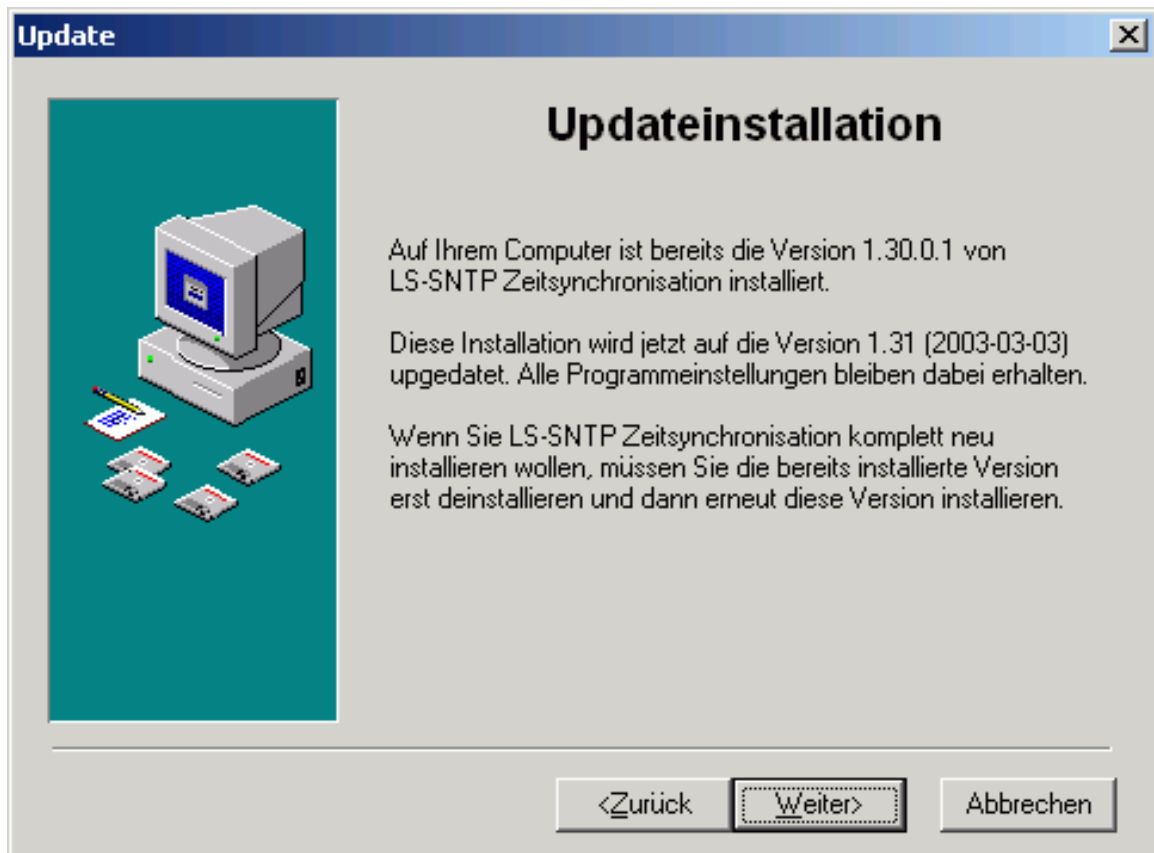 Update
Updateinstallation
Auf Ihrem Computer ist bereits die Version 1.30.0.1 von
LS-SNTP Zeitsynchronisation installiert.
Diese Installation wird jetzt auf die Version 1.31 (2003-03-03)
upgedatet. Alle Programmeinstellungen bleiben dabei erhalten.
Wenn Sie LS-SNTP Zeitsynchronisation komplett neu
installieren wollen, müssen Sie die bereits installierte Version
erst deinstallieren und dann erneut diese Version installieren.
<Zurück
Weiter>
Abbrechen